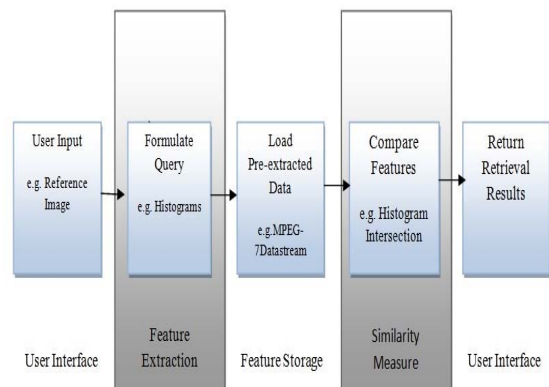 User Input
e.g. Reference
Image
Formulate
Query
e.g. Histograms
Load
Pre-extracted
Data
e.g.MPEG-
7Datastream
Compare
Features
e.g. Histogram
Intersection
Return
Retrieval
Results
User Interface
Feature
Extraction
Feature Storage
Similarity
Measure
User Interface